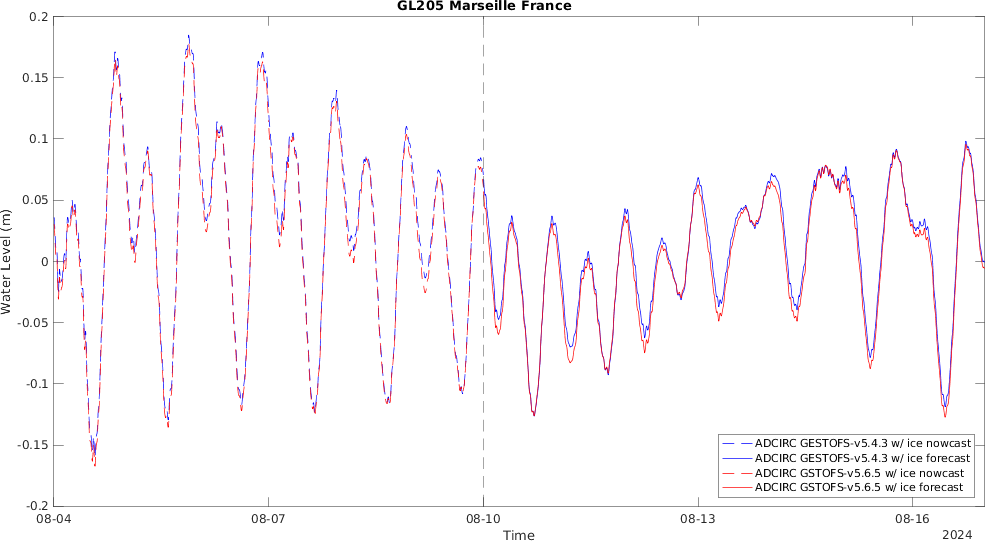 GL205 Marseille France
0.2
0.15
0.1
0.05
0
-0.05
-0.1
-0.15
-0.2
Water Level (m)
ADCIRC GESTOFS-v5.4.3 w/ ice nowcast
ADCIRC GESTOFS-v5.4.3 w/ ice forecast
ADCIRC GSTOFS-v5.6.5 w/ ice nowcast
ADCIRC GSTOFS-v5.6.5 w/ ice forecast
08-04
08-07
08-10
08-13
08-16
Time
2024